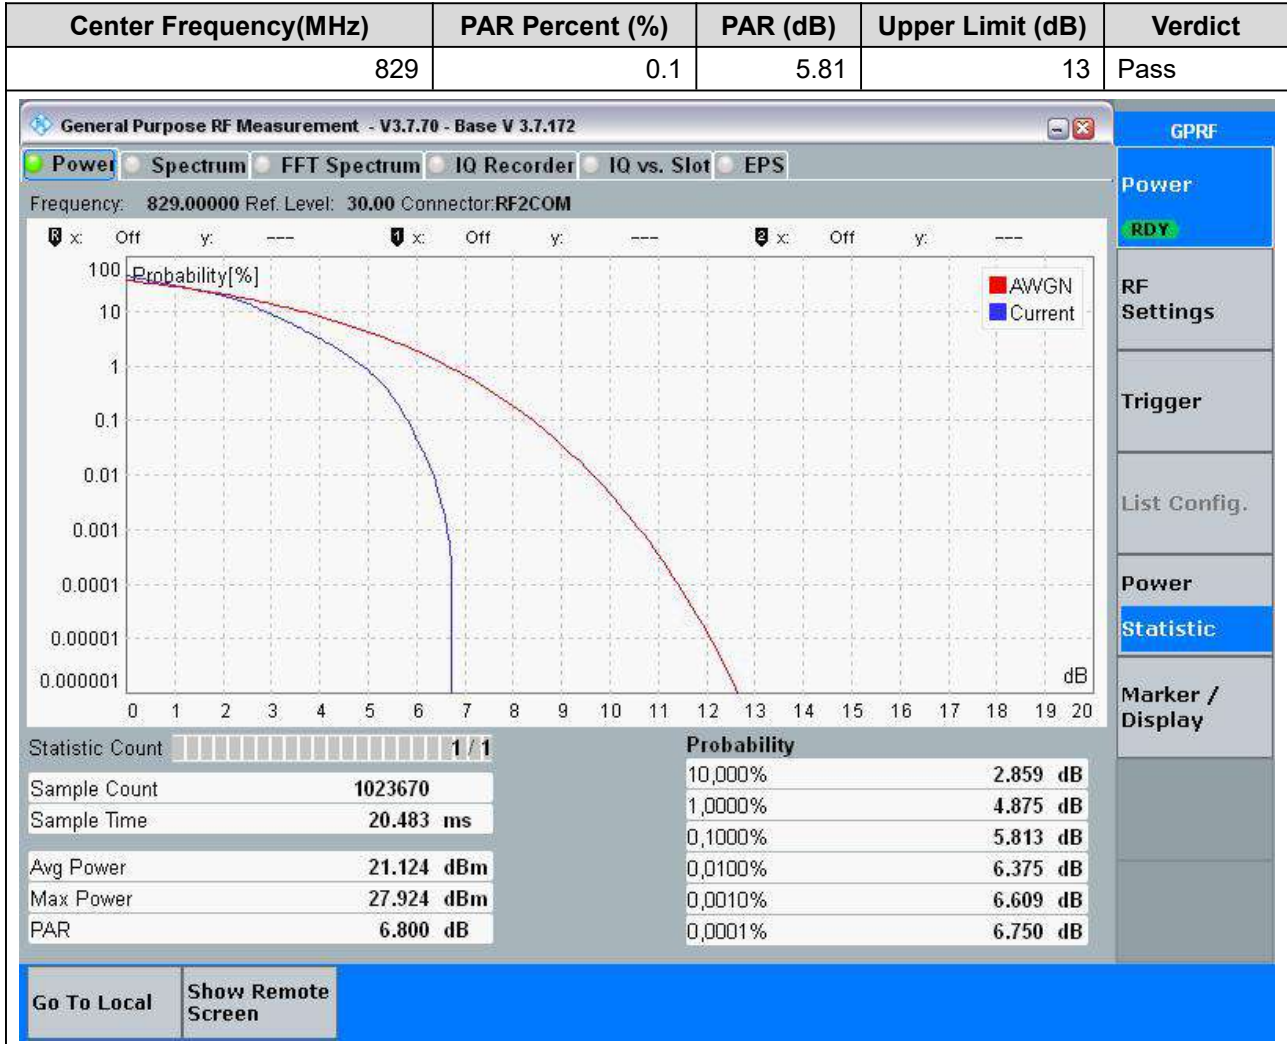 Center Frequency(MHz) PAR Percent (%) PAR (dB) Upper Limit (dB) Verdict
829 0.1 5.81 13 Pass
General Purpose RF Measurement - V3.7.70 - Base V 3.7.172
GPRF
Power Spectrum FFT Spectrum IQ Recorder IQ vs. Slot EPS
Power
RDY
Frequency: 829.00000 Ref. Level: 30.00 Connector:RF2COM
R x: Off y: --- 1 x: Off y: --- 2 x: Off y: ---
Probability[%]
AWGN
Current
100
10
1
0.1
0.01
0.001
0.0001
0.00001
0.000001
dB
0 1 2 3 4 5 6 7 8 9 10 11 12 13 14 15 16 17 18 19 20
RF
Settings
Trigger
List Config.
Power
Statistic
Marker /
Display
Statistic Count 1 / 1
Sample Count 1023670
Sample Time 20.483 ms
Avg Power 21.124 dBm
Max Power 27.924 dBm
PAR 6.800 dB
Probability
10,000% 2.859 dB
1,0000% 4.875 dB
0,1000% 5.813 dB
0,0100% 6.375 dB
0,0010% 6.609 dB
0,0001% 6.750 dB
Go To Local
Show Remote
Screen